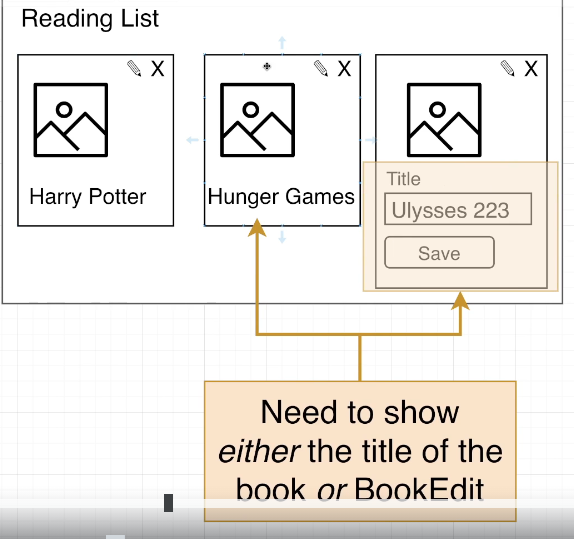 Reading List
X
X
X
Harry Potter
Hunger Games
Title
Ulysses 223
Save
Need to show
either the title of the
book or BookEdit